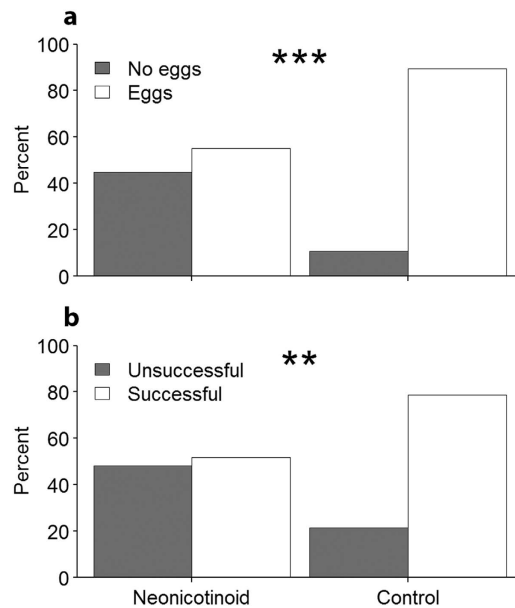 a
100
80
60
40
20
0
Percent
No eggs
Eggs
***
b
100
80
60
40
20
0
Percent
Unsuccessful
Successful
**
Neonicotinoid Control